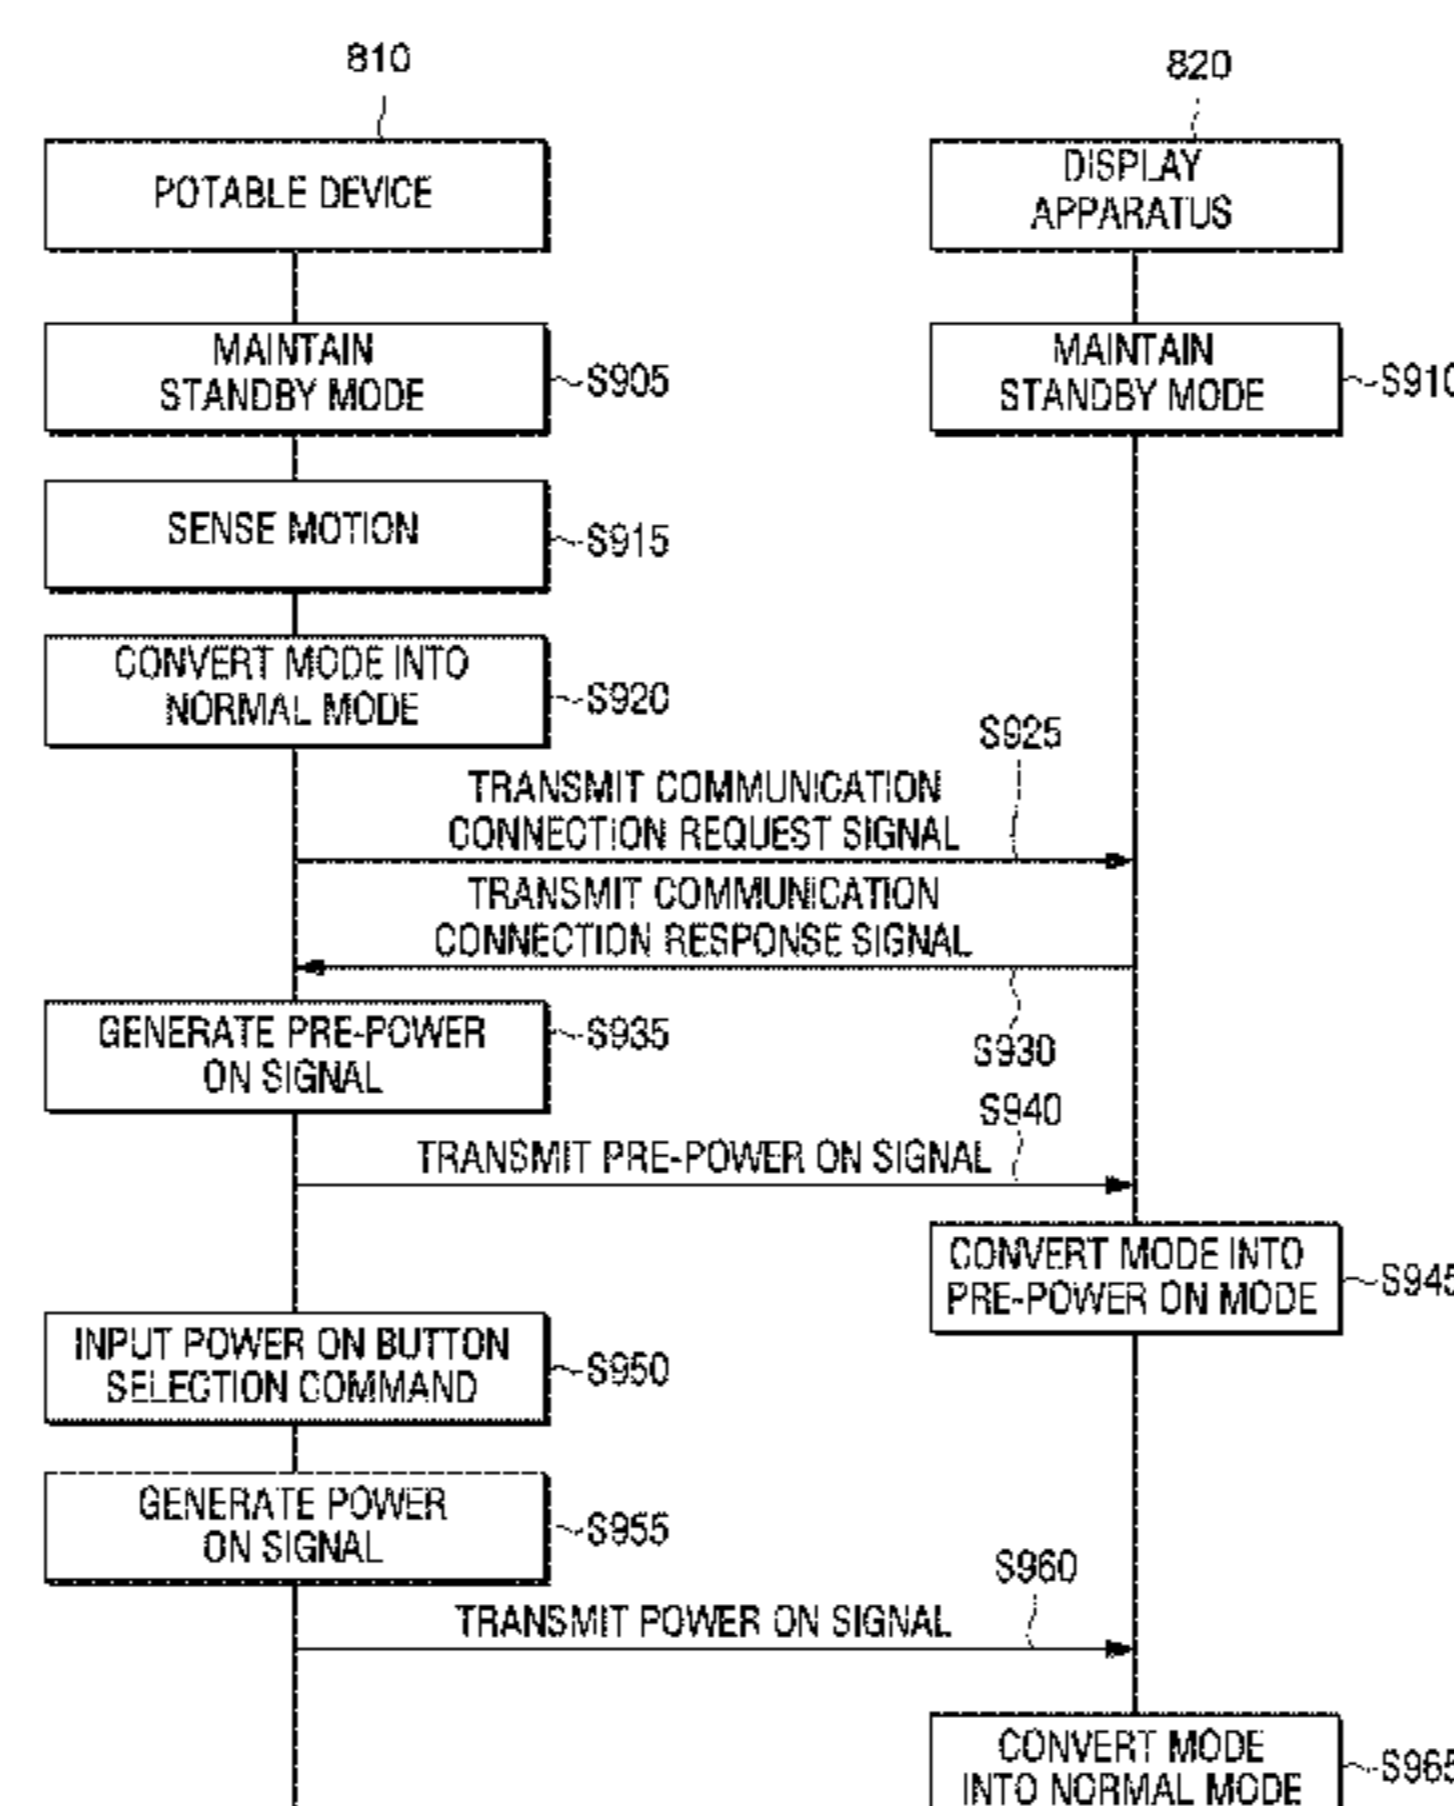 810
820
POTABLE DEVICE
DISPLAY
APPARATUS
MAINTAIN
STANDBY MODE
S905
MAINTAIN
STANDBY MODE
S910
SENSE MOTION
S915
CONVERT MODE INTO
NORMAL MODE
S920
S925
TRANSMIT COMMUNICATION
CONNECTION REQUEST SIGNAL
TRANSMIT COMMUNICATION
CONNECTION RESPONSE SIGNAL
S930
GENERATE PRE-POWER
ON SIGNAL
S935
S940
TRANSMIT PRE-POWER ON SIGNAL
CONVERT MODE INTO
PRE-POWER ON MODE
S945
INPUT POWER ON BUTTON
SELECTION COMMAND
S950
GENERATE POWER
ON SIGNAL
S955
S960
TRANSMIT POWER ON SIGNAL
CONVERT MODE
INTO NORMAL MODE
S965